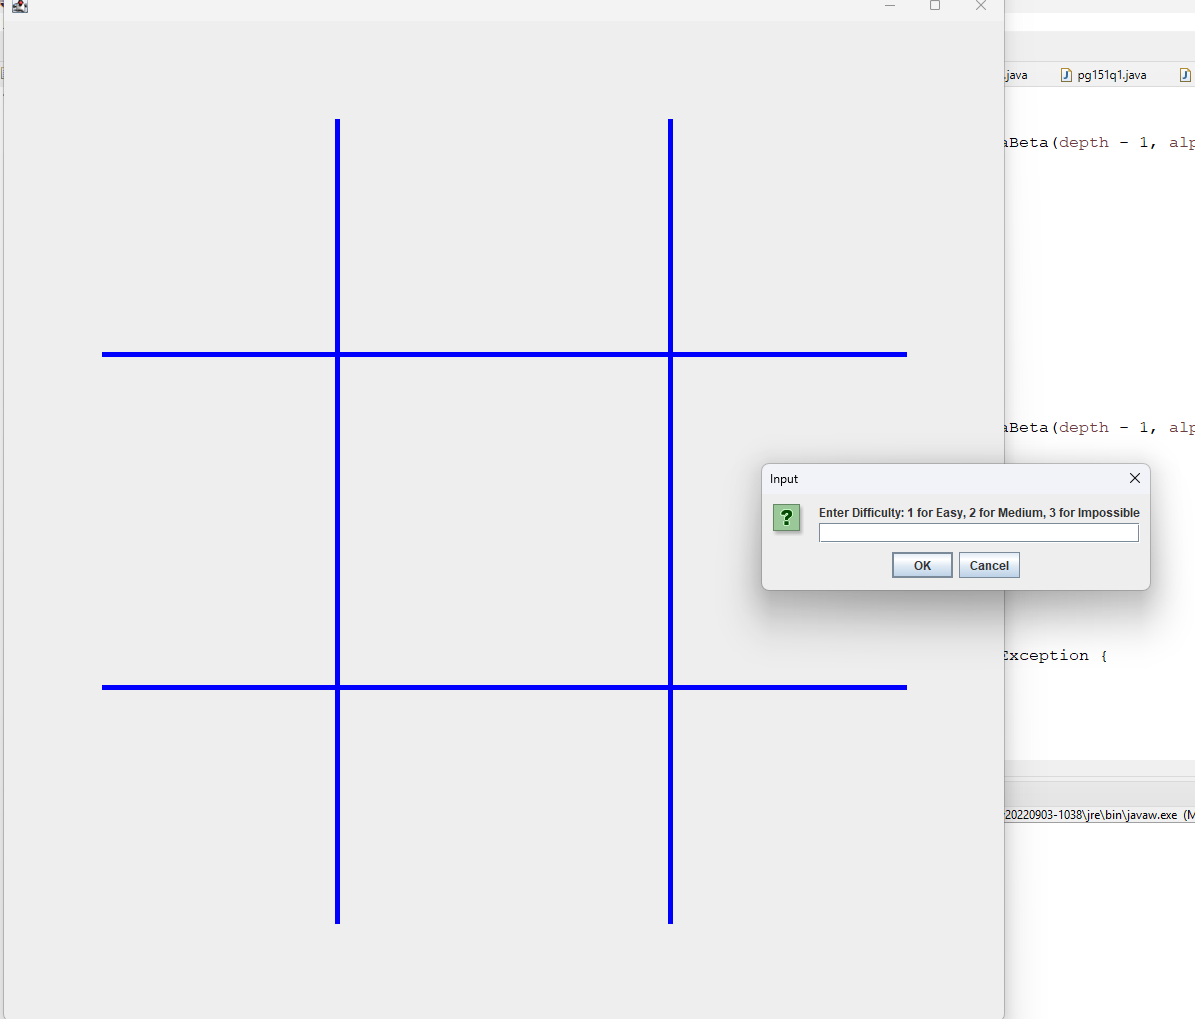 .java
pg151q1.java
aBeta(depth - 1, alp
aBeta(depth - 1, alp
Input
?
Enter Difficulty: 1 for Easy, 2 for Medium, 3 for Impossible
OK
Cancel
Exception {
20220903-1038\jre\bin\javaw.exe (M